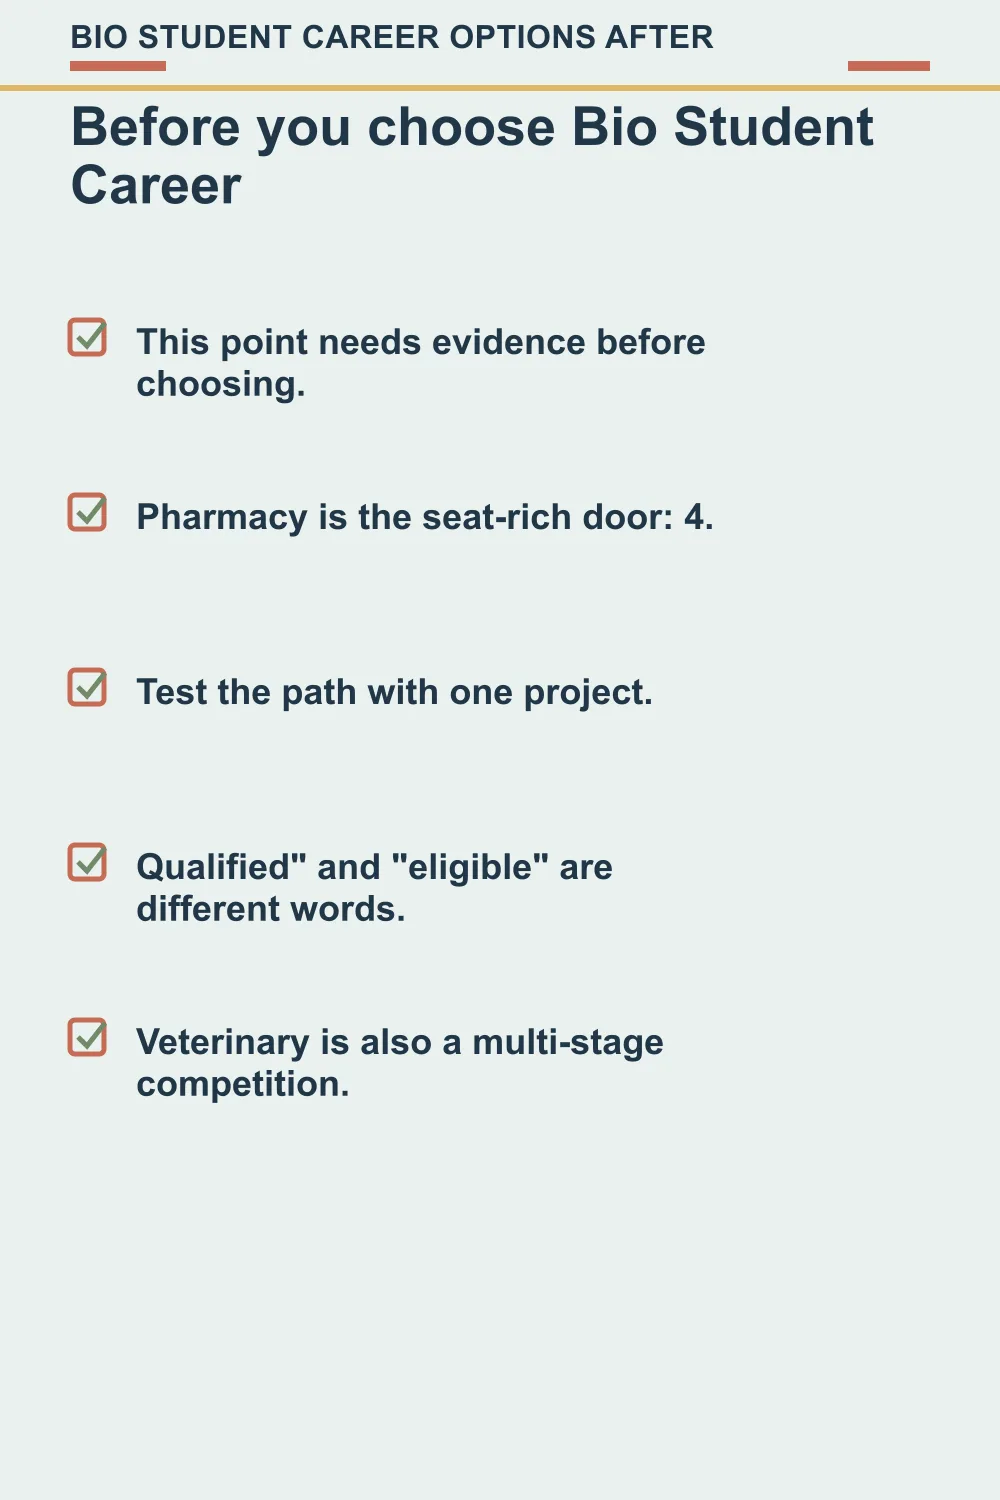 BIO STUDENT CAREER OPTIONS AFTER
Before you choose Bio Student
Career
This point needs evidence before
choosing.
Pharmacy is the seat-rich door: 4.
Test the path with one project.
Qualified" and "eligible" are
different words.
Veterinary is also a multi-stage
competition.